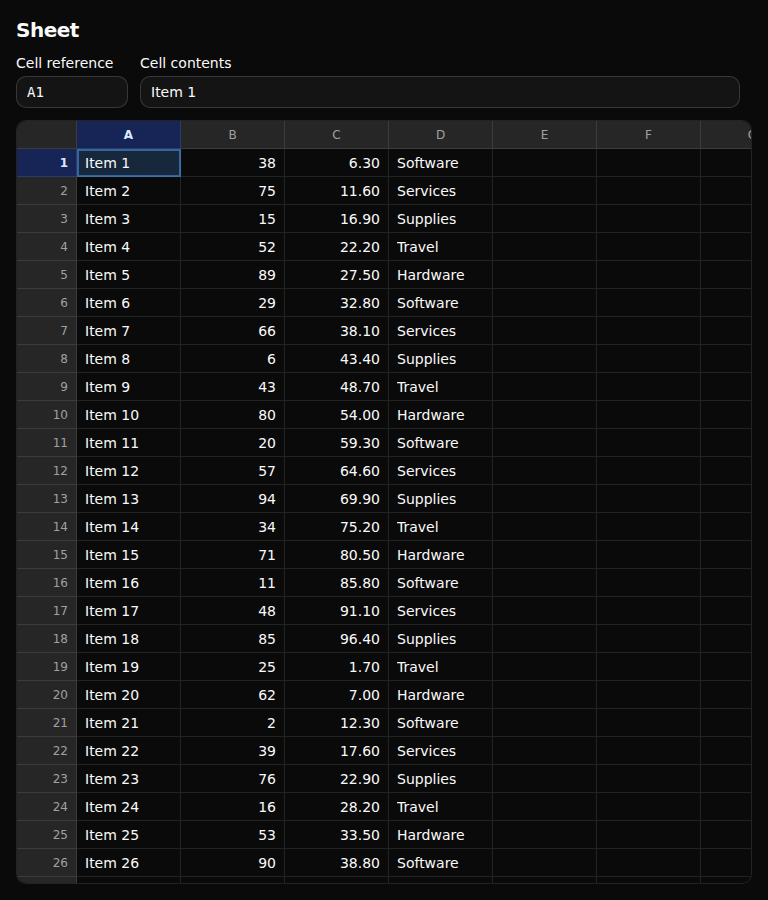 Sheet
Cell reference Cell contents
A1 Item 1
A B C D E F
1 Item 1 38 6.30 Software
2 Item 2 75 11.60 Services
3 Item 3 15 16.90 Supplies
4 Item 4 52 22.20 Travel
5 Item 5 89 27.50 Hardware
6 Item 6 29 32.80 Software
7 Item 7 66 38.10 Services
8 Item 8 6 43.40 Supplies
9 Item 9 43 48.70 Travel
10 Item 10 80 54.00 Hardware
11 Item 11 20 59.30 Software
12 Item 12 57 64.60 Services
13 Item 13 94 69.90 Supplies
14 Item 14 34 75.20 Travel
15 Item 15 71 80.50 Hardware
16 Item 16 11 85.80 Software
17 Item 17 48 91.10 Services
18 Item 18 85 96.40 Supplies
19 Item 19 25 1.70 Travel
20 Item 20 62 7.00 Hardware
21 Item 21 2 12.30 Software
22 Item 22 39 17.60 Services
23 Item 23 76 22.90 Supplies
24 Item 24 16 28.20 Travel
25 Item 25 53 33.50 Hardware
26 Item 26 90 38.80 Software